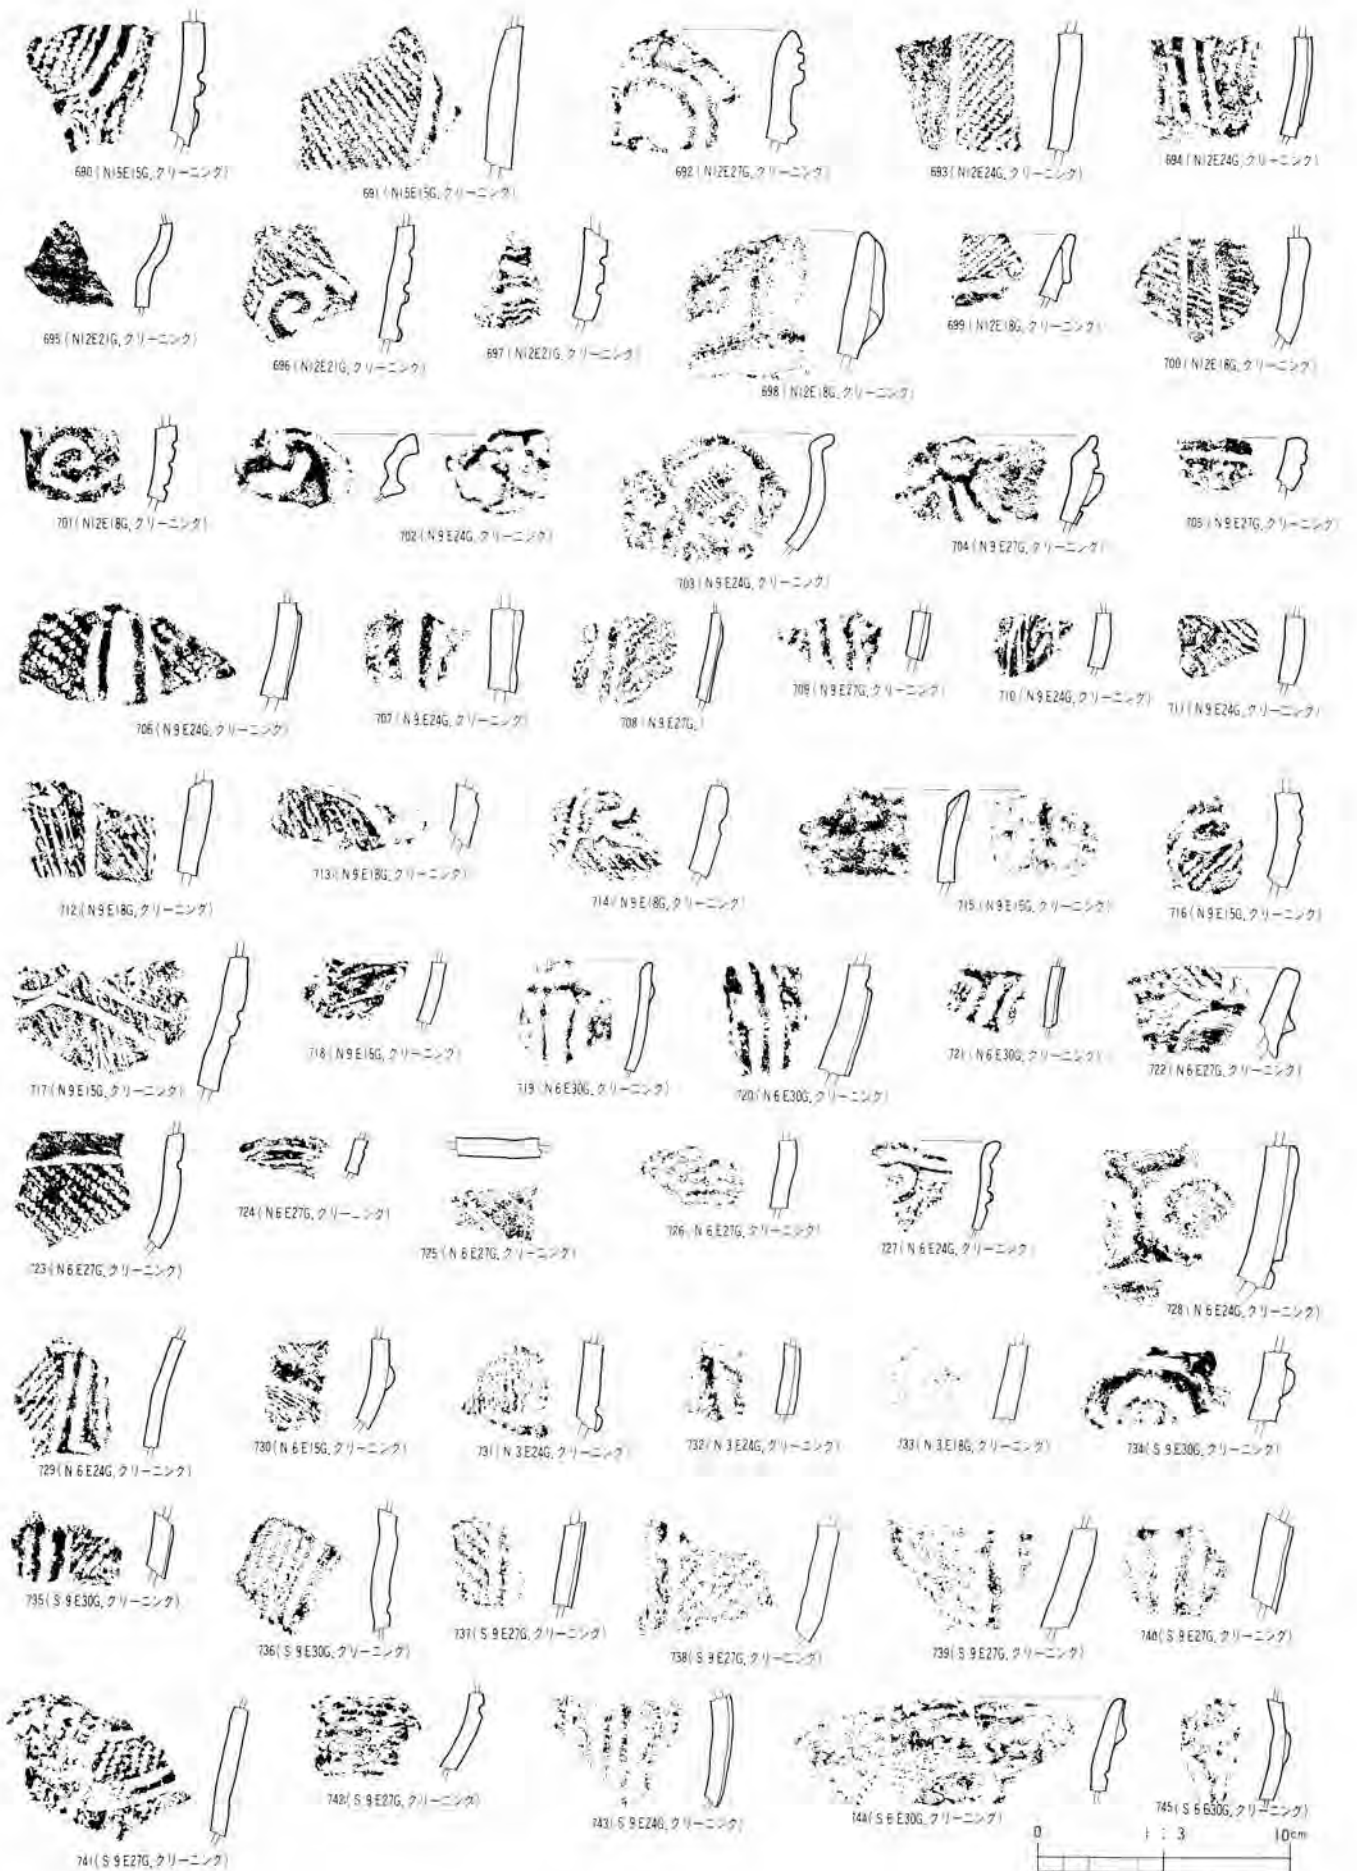 690(N15E15G,クリーニング)
691(N15E15G,クリーニング)
692(N12E27G,クリーニング)
693(N12E24G,クリーニング)
694(N12E24G,クリーニング)
695(N12E21G,クリーニング)
696(N12E21G,クリーニング)
697(N12E21G,クリーニング)
698(N12E18G,クリーニング)
699(N12E18G,クリーニング)
700(N12E18G,クリーニング)
701(N12E18G,クリーニング)
702(N9E24G,クリーニング)
703(N9E24G,クリーニング)
704(N9E27G,クリーニング)
705(N9E27G,クリーニング)
706(N9E24G,クリーニング)
707(N9E24G,クリーニング)
708(N9E27G,)
709(N9E27G,クリーニング)
710(N9E24G,クリーニング)
711(N9E24G,クリーニング)
712(N9E18G,クリーニング)
713(N9E18G,クリーニング)
714(N9E18G,クリーニング)
715(N9E15G,クリーニング)
716(N9E15G,クリーニング)
717(N9E15G,クリーニング)
718(N9E15G,クリーニング)
719(N6E30G,クリーニング)
720(N6E30G,クリーニング)
721(N6E30G,クリーニング)
722(N6E27G,クリーニング)
723(N6E27G,クリーニング)
724(N6E27G,クリーニング)
725(N6E27G,クリーニング)
726(N6E27G,クリーニング)
727(N6E24G,クリーニング)
728(N6E24G,クリーニング)
729(N6E24G,クリーニング)
730(N6E15G,クリーニング)
731(N3E24G,クリーニング)
732(N3E24G,クリーニング)
733(N3E18G,クリーニング)
734(S9E30G,クリーニング)
735(S9E30G,クリーニング)
736(S9E30G,クリーニング)
737(S9E27G,クリーニング)
738(S9E27G,クリーニング)
739(S9E27G,クリーニング)
740(S9E27G,クリーニング)
741(S9E27G,クリーニング)
742(S9E27G,クリーニング)
743(S9E24G,クリーニング)
744(S6E30G,クリーニング)
745(S6E30G,クリーニング)
0 1:3 10cm